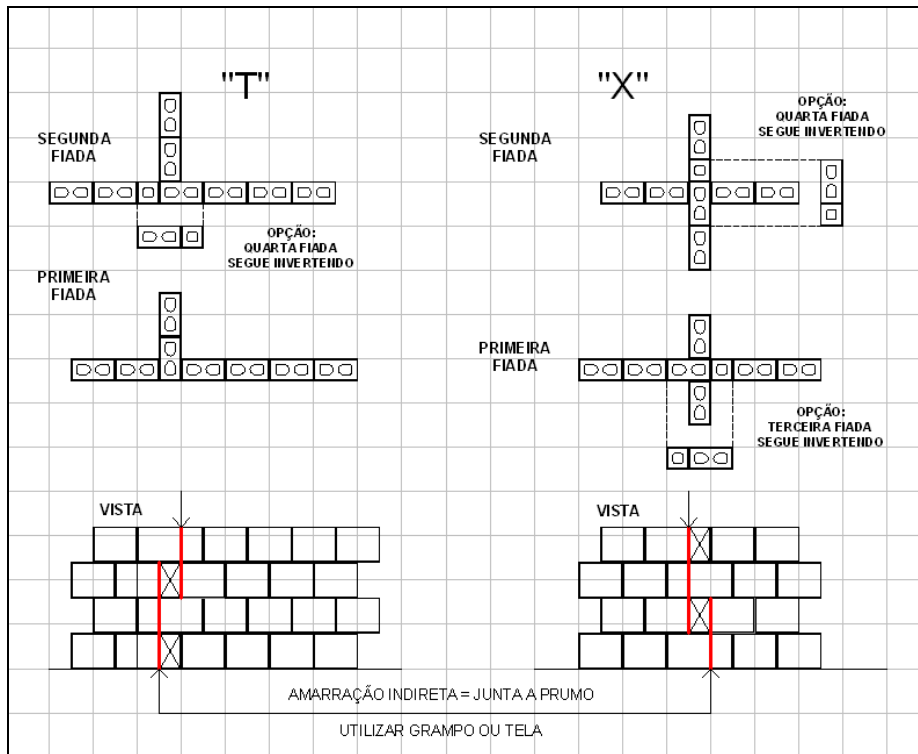 "T"
SEGUNDA
FIADA
OPÇÃO:
QUARTA FIADA
SEGUE INVERTENDO
PRIMEIRA
FIADA
VISTA
"X"
OPÇÃO:
QUARTA FIADA
SEGUE INVERTENDO
SEGUNDA
FIADA
PRIMEIRA
FIADA
OPÇÃO:
TERCEIRA FIADA
SEGUE INVERTENDO
VISTA
AMARRAÇÃO INDIRETA = JUNTA A PRUMO
UTILIZAR GRAMPO OU TELA